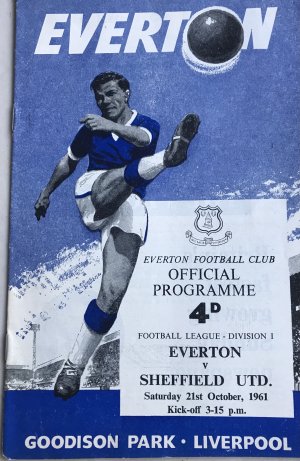 EVERTON
EVERTON FOOTBALL CLUB
OFFICIAL
PROGRAMME
4D
FOOTBALL LEAGUE - DIVISION 1
EVERTON
v
SHEFFIELD UTD.
Saturday 21st October, 1961
Kick-off 3-15 p.m.
GOODISON PARK · LIVERPOOL